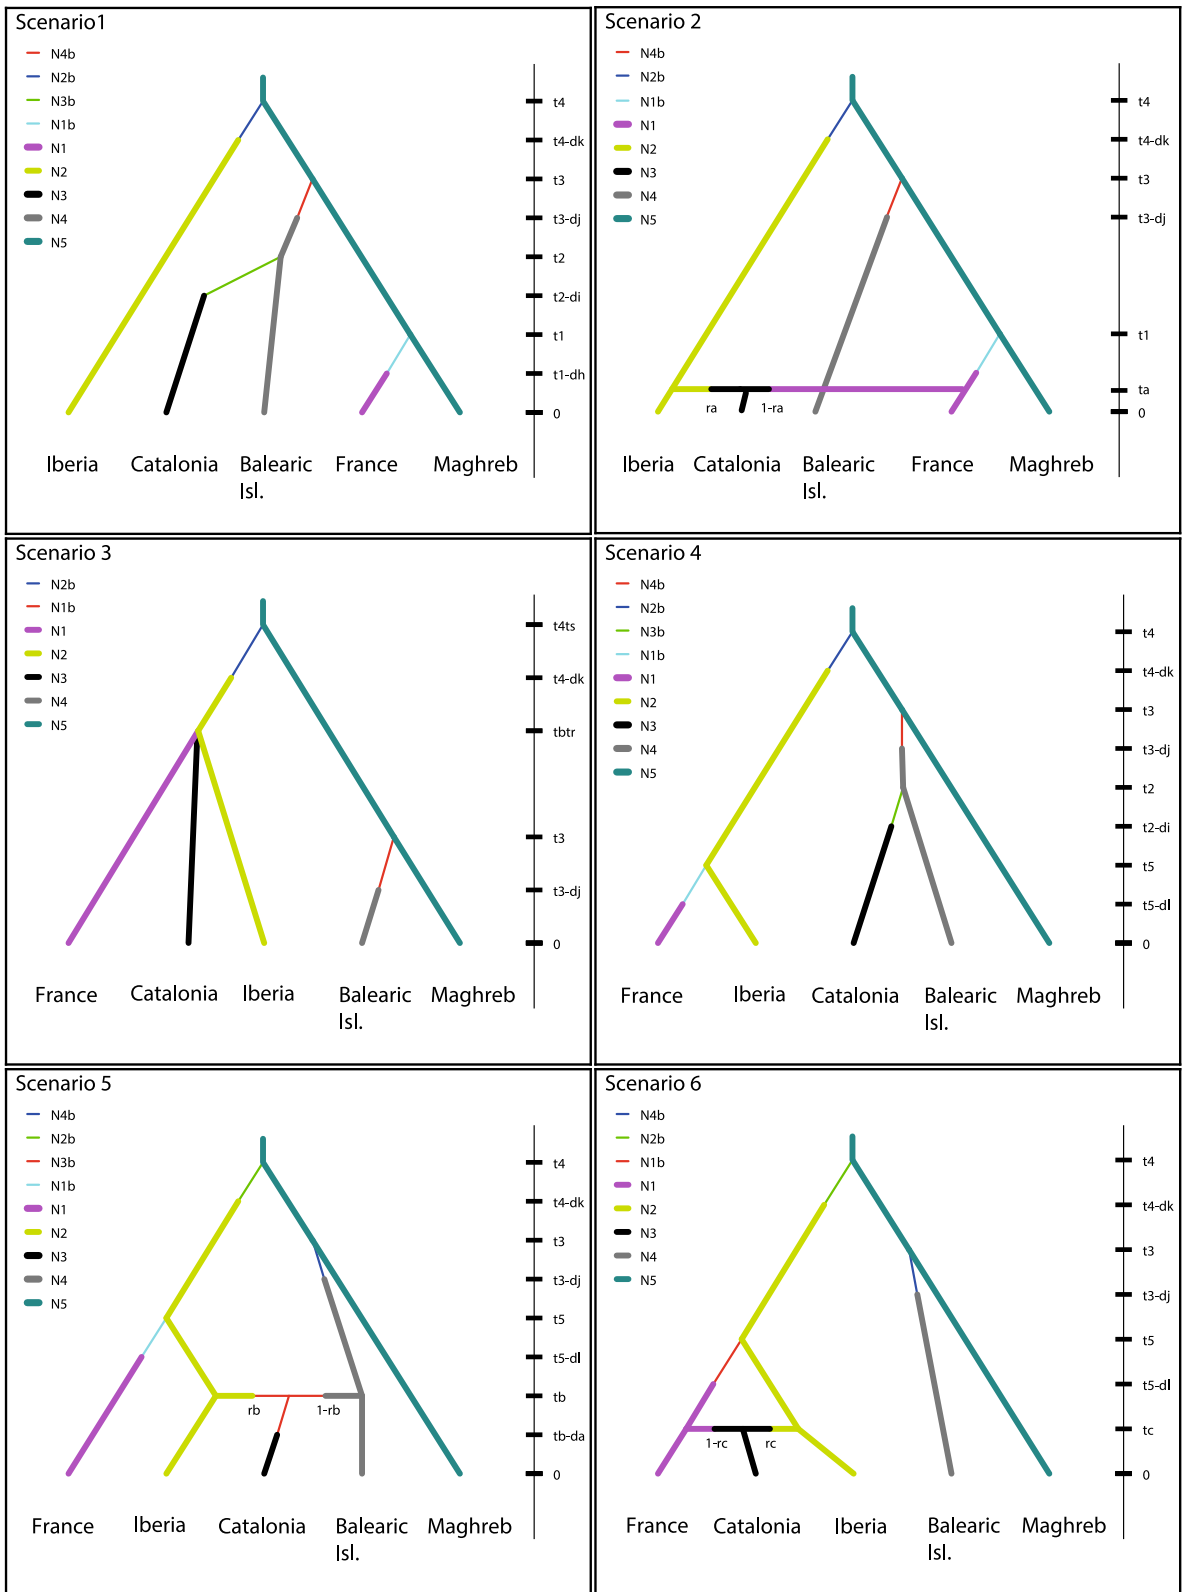 Scenario1
N4b
N2b
N3b
N1b
N1
N2
N3
N4
N5
t4
t4-dk
t3
t3-dj
t2
t2-di
t1
t1-dh
0
Iberia Catalonia Balearic Isl. France Maghreb
Scenario 2
N4b
N2b
N1b
N1
N2
N3
N4
N5
t4
t4-dk
t3
t3-dj
t1
ta
0
ra 1-ra
Iberia Catalonia Balearic Isl. France Maghreb
Scenario 3
N2b
N1b
N1
N2
N3
N4
N5
t4ts
t4-dk
tbtr
t3
t3-dj
0
France Catalonia Iberia Balearic Isl. Maghreb
Scenario 4
N4b
N2b
N3b
N1b
N1
N2
N3
N4
N5
t4
t4-dk
t3
t3-dj
t2
t2-di
t5
t5-dl
0
France Iberia Catalonia Balearic Isl. Maghreb
Scenario 5
N4b
N2b
N3b
N1b
N1
N2
N3
N4
N5
t4
t4-dk
t3
t3-dj
t5
t5-dl
tb
tb-da
0
rb 1-rb
France Iberia Catalonia Balearic Isl. Maghreb
Scenario 6
N4b
N2b
N1b
N1
N2
N3
N4
N5
t4
t4-dk
t3
t3-dj
t5
t5-dl
tc
0
1-rc rc
France Catalonia Iberia Balearic Isl. Maghreb